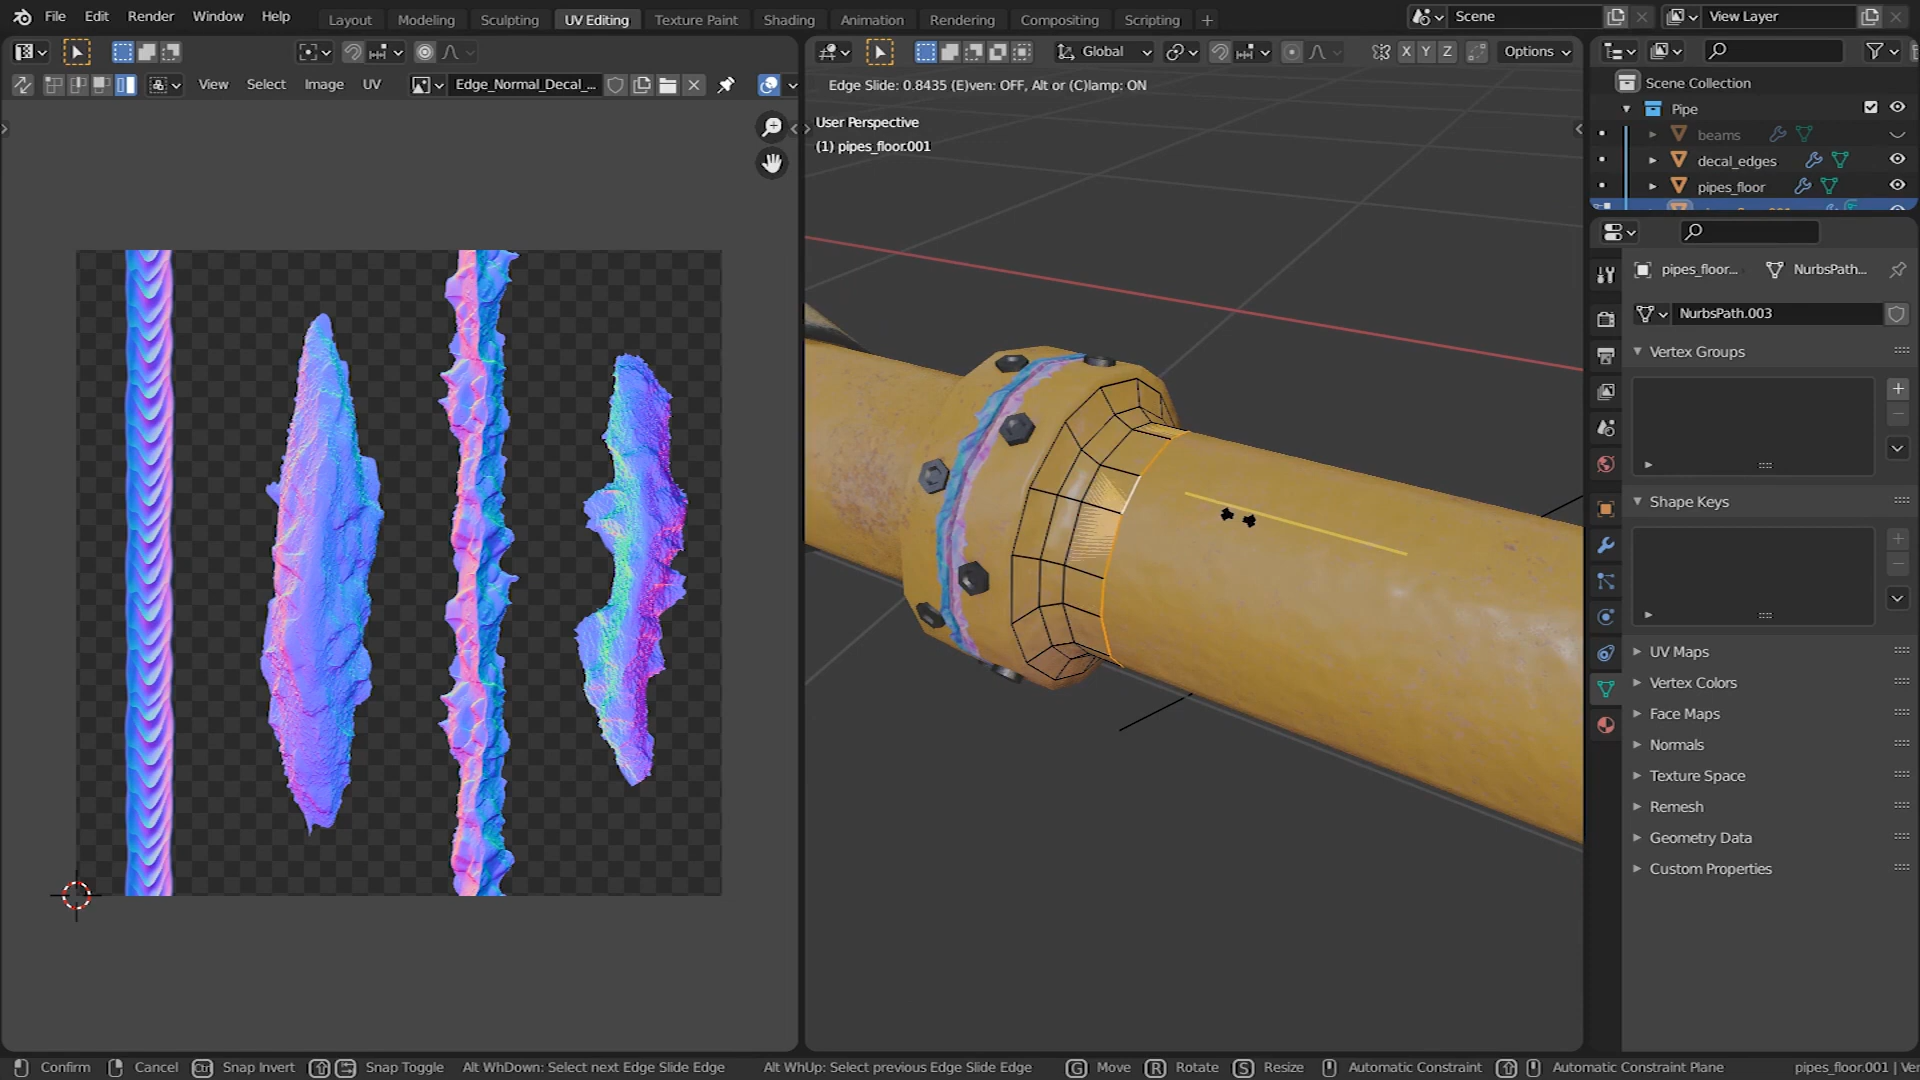 File Edit Render Window Help
Layout Modeling Sculpting UV Editing Texture Paint Shading Animation Rendering Compositing Scripting +
Scene
View Layer
Global
X Y Z
Options
View Select Image UV
Edge_Normal_Decal_...
Edge Slide: 0.8435 (E)ven: OFF, Alt or (C)lamp: ON
User Perspective
(1) pipes_floor.001
Scene Collection
Pipe
beams
decal_edges
pipes_floor
pipes_floor...
NurbsPath...
NurbsPath.003
Vertex Groups
Shape Keys
UV Maps
Vertex Colors
Face Maps
Normals
Texture Space
Remesh
Geometry Data
Custom Properties
Confirm Cancel Ctrl Snap Invert Snap Toggle Alt WhDown: Select next Edge Slide Edge Alt WhUp: Select previous Edge Slide Edge G Move R Rotate S Resize Automatic Constraint Automatic Constraint Plane pipes_floor.001 | Ver